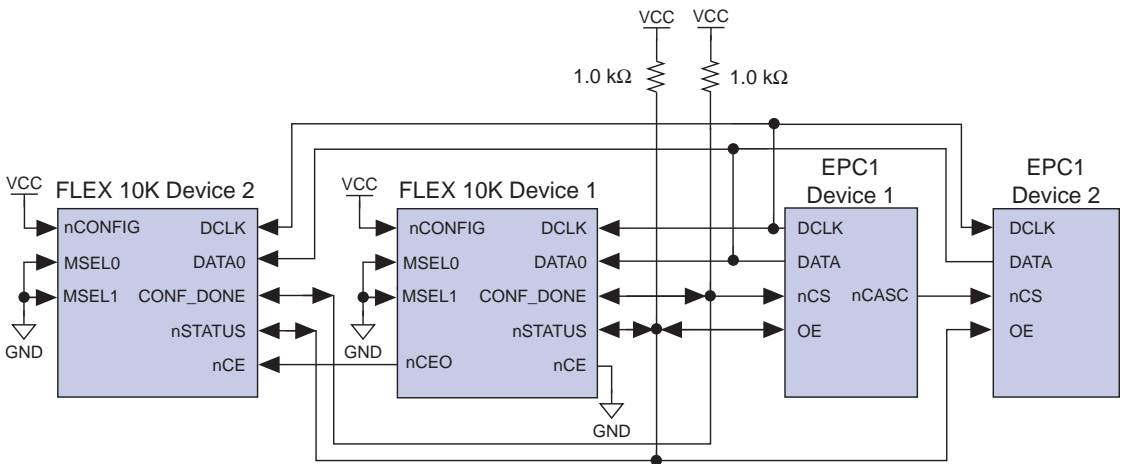 VCC VCC
1.0 kΩ 1.0 kΩ
VCC
FLEX 10K Device 2
nCONFIG DCLK
MSEL0 DATA0
MSEL1 CONF_DONE
nSTATUS
nCE
GND
VCC
FLEX 10K Device 1
nCONFIG DCLK
MSEL0 DATA0
MSEL1 CONF_DONE
nSTATUS
nCEO nCE
GND
GND
EPC1
Device 1
DCLK
DATA
nCS nCASC
OE
EPC1
Device 2
DCLK
DATA
nCS
OE